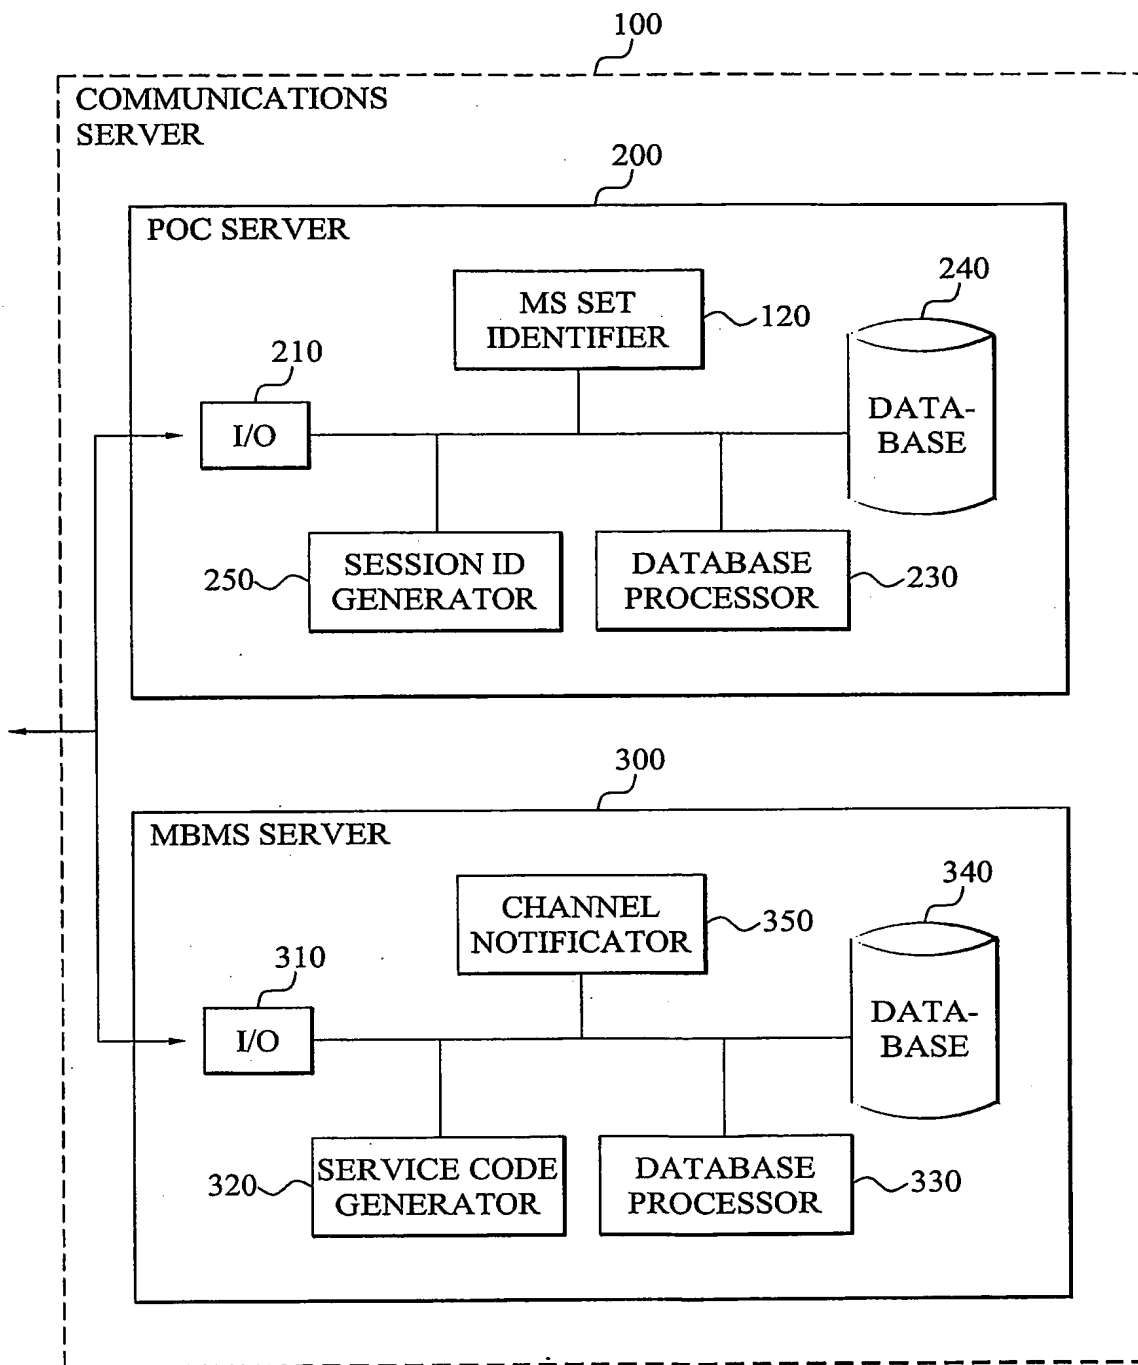 100
COMMUNICATIONS
SERVER
200
POC SERVER
MS SET
IDENTIFIER
120
240
210
I/O
DATA-
BASE
250
SESSION ID
GENERATOR
DATABASE
PROCESSOR
230
300
MBMS SERVER
CHANNEL
NOTIFICATOR
350
340
310
I/O
DATA-
BASE
320
SERVICE CODE
GENERATOR
DATABASE
PROCESSOR
330